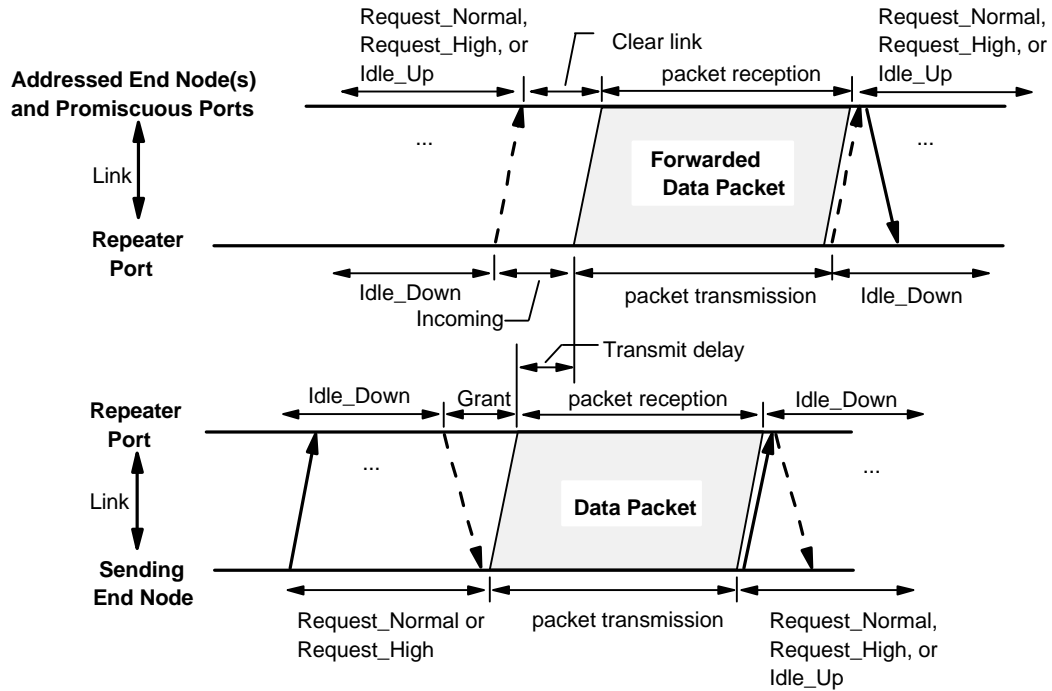 Request_Normal,
Request_High, or
Idle_Up
Clear link
packet reception
Request_Normal,
Request_High, or
Idle_Up
Addressed End Node(s)
and Promiscuous Ports
...
...
Forwarded
Data Packet
Link
Repeater
Port
Idle_Down
Incoming
packet transmission
Idle_Down
Transmit delay
Idle_Down
Grant
packet reception
Idle_Down
Repeater
Port
...
...
Link
Data Packet
Sending
End Node
Request_Normal or
Request_High
packet transmission
Request_Normal,
Request_High, or
Idle_Up